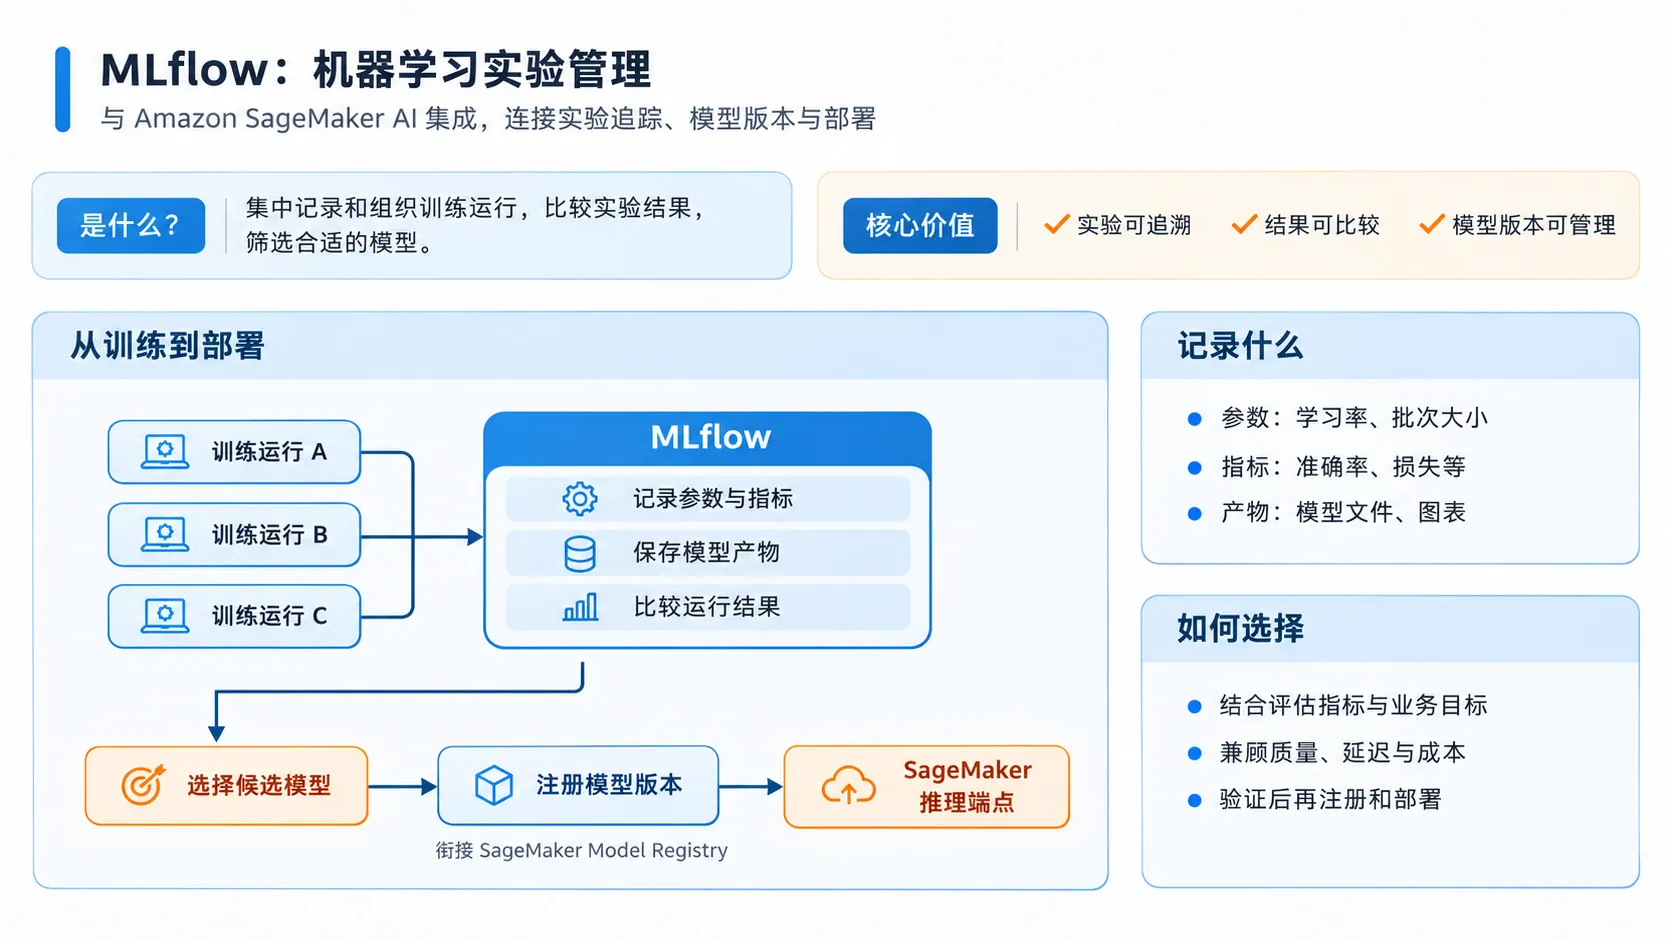 MLflow：机器学习实验管理
与 Amazon SageMaker AI 集成，连接实验追踪、模型版本与部署
是什么？
集中记录和组织训练运行，比较实验结果，
筛选合适的模型。
核心价值
实验可追溯
结果可比较
模型版本可管理
从训练到部署
训练运行 A
训练运行 B
训练运行 C
MLflow
记录参数与指标
保存模型产物
比较运行结果
选择候选模型
注册模型版本
SageMaker
推理端点
衔接 SageMaker Model Registry
记录什么
参数：学习率、批次大小
指标：准确率、损失等
产物：模型文件、图表
如何选择
结合评估指标与业务目标
兼顾质量、延迟与成本
验证后再注册和部署